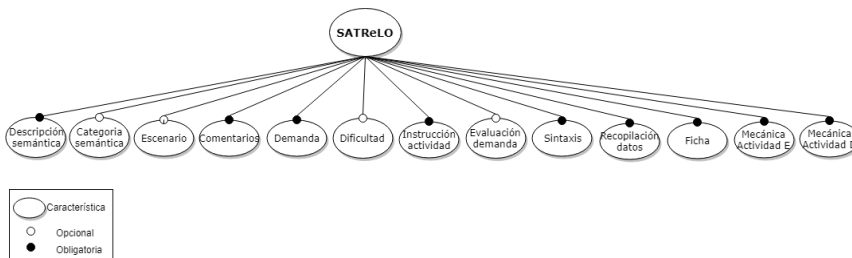 SATReLO
Descripción
semántica
Categoria
semántica
Escenario
Comentarios
Demanda
Dificultad
Instrucción
actividad
Evaluación
demanda
Sintaxis
Recopilación
datos
Ficha
Mecánica
Actividad E
Mecánica
Actividad D
Característica
Opcional
Obligatoria